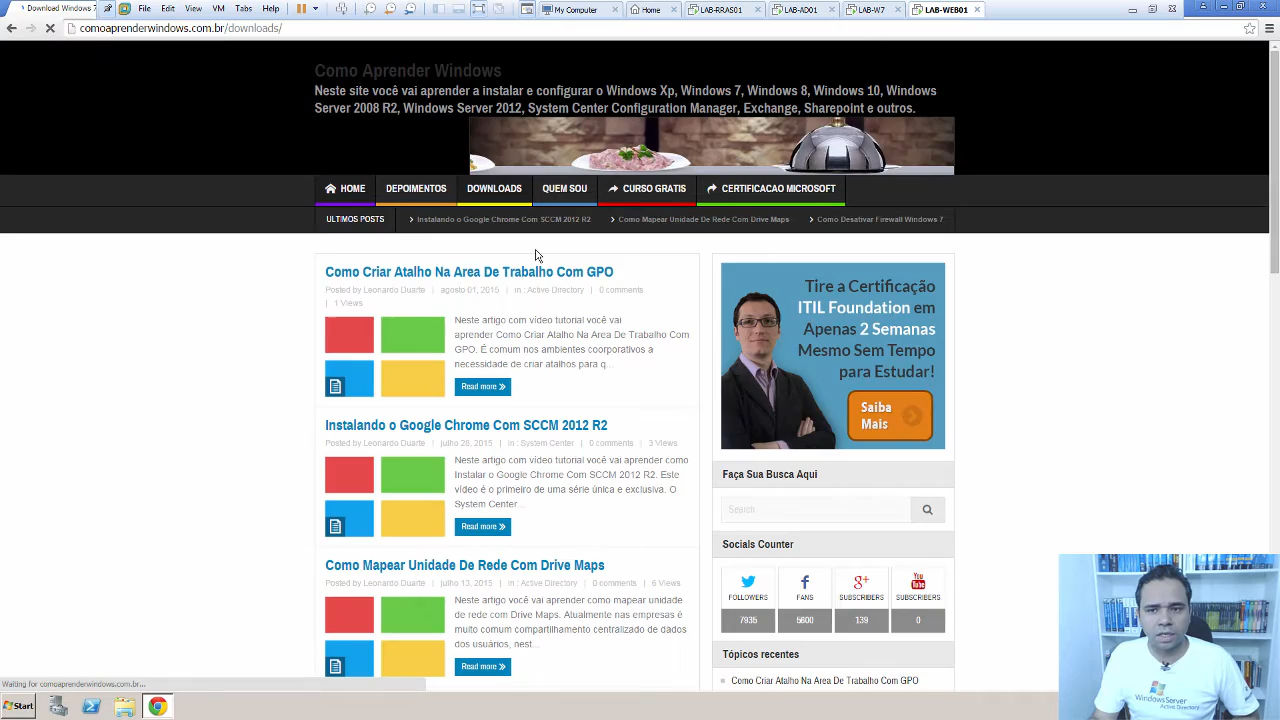 Download Windows 7
File Edit View VM Tabs Help
My Computer
Home
LAB-RRAS01
LAB-AD01
LAB-W7
LAB-WEB01
comoaprenderwindows.com.br/downloads/
Como Aprender Windows
Neste site você vai aprender a instalar e configurar o Windows Xp, Windows 7, Windows 8, Windows 10, Windows
Server 2008 R2, Windows Server 2012, System Center Configuration Manager, Exchange, Sharepoint e outros.
HOME DEPOIMENTOS DOWNLOADS QUEM SOU CURSO GRATIS CERTIFICACAO MICROSOFT
ULTIMOS POSTS Instalando o Google Chrome Com SCCM 2012 R2 Como Mapear Unidade De Rede Com Drive Maps Como Desativar Firewall Windows 7
Como Criar Atalho Na Area De Trabalho Com GPO
Posted by Leonardo Duarte | agosto 01, 2015 | in : Active Directory | 0 comments
| 1 Views
Neste artigo com vídeo tutorial você vai
aprender Como Criar Atalho Na Area De Trabalho Com
GPO. É comum nos ambientes coorporativos a
necessidade de criar atalhos para q...
Read more
Instalando o Google Chrome Com SCCM 2012 R2
Posted by Leonardo Duarte | julho 26, 2015 | in : System Center | 0 comments | 3 Views
Neste artigo com vídeo tutorial você vai aprender como
Instalar o Google Chrome Com SCCM 2012 R2. Este
vídeo é o primeiro de uma série única e exclusiva. O
System Center...
Read more
Como Mapear Unidade De Rede Com Drive Maps
Posted by Leonardo Duarte | julho 13, 2015 | in : Active Directory | 0 comments | 6 Views
Neste artigo você vai aprender como mapear unidade
de rede com Drive Maps. Atualmente nas empresas é
muito comum compartilhamento centralizado de dados
dos usuários, nest...
Read more
Tire a Certificação
ITIL Foundation em
Apenas 2 Semanas
Mesmo Sem Tempo
para Estudar!
Saiba
Mais
Faça Sua Busca Aqui
Search
Socials Counter
FOLLOWERS FANS SUBSCRIBERS SUBSCRIBERS
7935 5600 139 0
Tópicos recentes
Como Criar Atalho Na Area De Trabalho Com GPO
Waiting for comoaprenderwindows.com.br...
Start
Windows Server
Active Directory